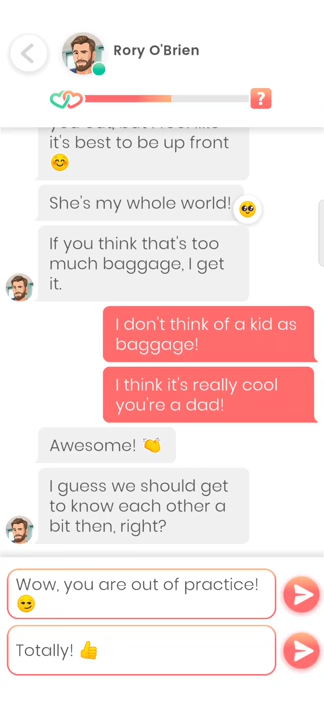 Rory O'Brien
?
it's best to be up front
😊
She's my whole world!
If you think that's too
much baggage, I get
it.
I don't think of a kid as
baggage!
I think it's really cool
you're a dad!
Awesome! 👏
I guess we should get
to know each other a
bit then, right?
Wow, you are out of practice!
😏
Totally! 👍